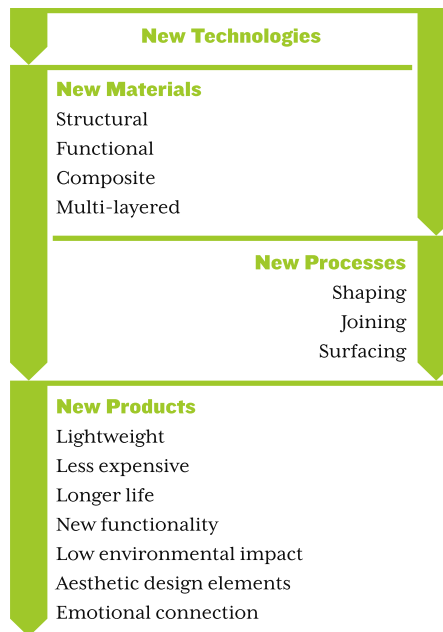 New Technologies
New Materials
Structural
Functional
Composite
Multi-layered
New Processes
Shaping
Joining
Surfacing
New Products
Lightweight
Less expensive
Longer life
New functionality
Low environmental impact
Aesthetic design elements
Emotional connection